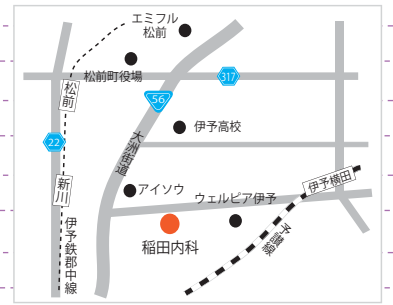 エミフル
松前
松前町役場
317
松前
56
伊予高校
22
大洲街道
伊予横田
新川
アイソウ
ウェルピア伊予
予讃線
伊予鉄郡中線
稲田内科